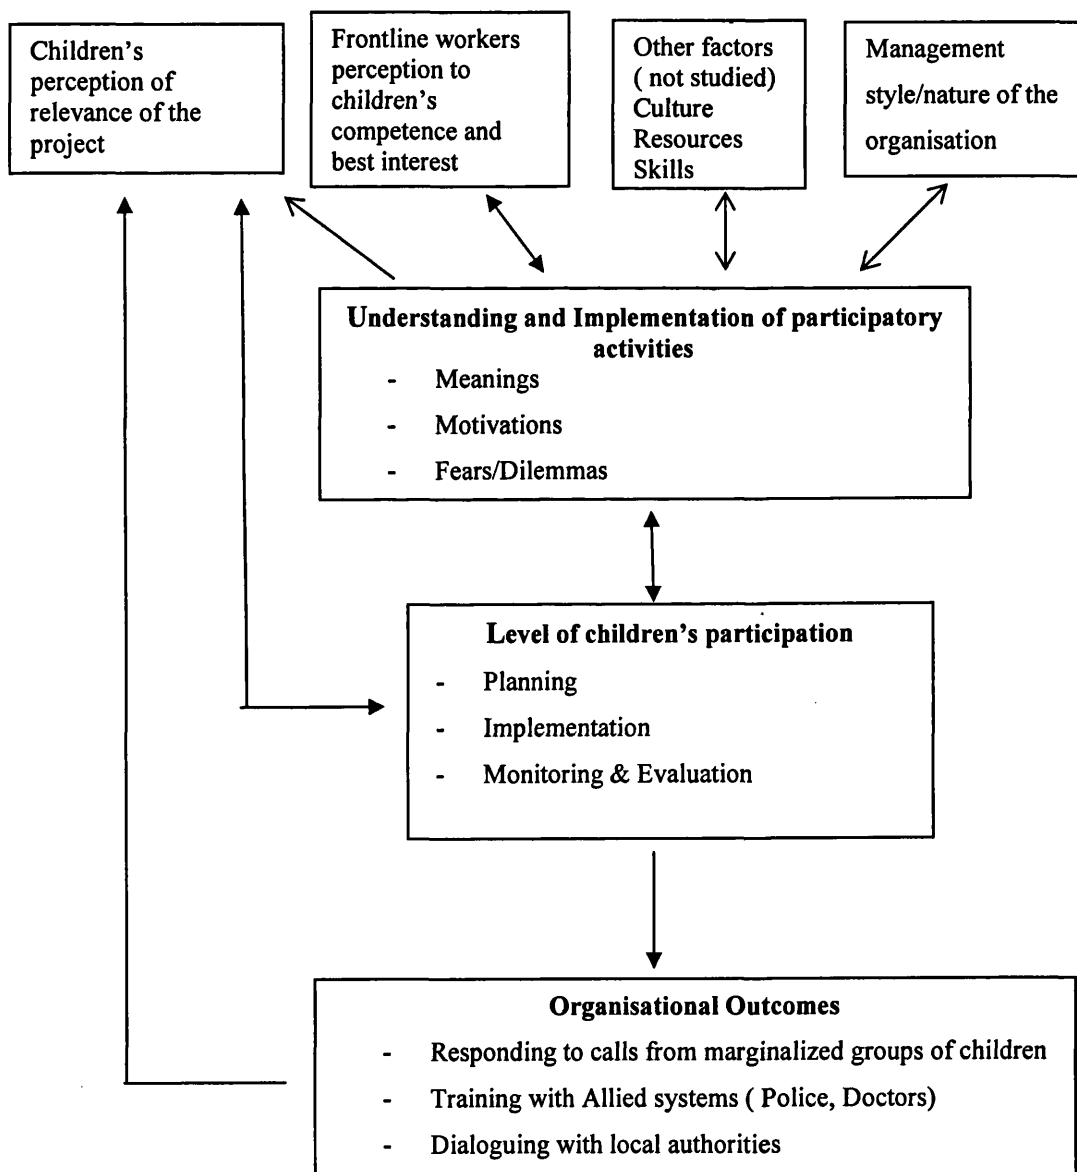 Children's
perception of
relevance of the
project
Frontline workers
perception to
children's
competence and
best interest
Other factors
( not studied)
Culture
Resources
Skills
Management
style/nature of the
organisation
Understanding and Implementation of participatory
activities
- Meanings
- Motivations
- Fears/Dilemmas
Level of children's participation
- Planning
- Implementation
- Monitoring & Evaluation
Organisational Outcomes
- Responding to calls from marginalized groups of children
- Training with Allied systems ( Police, Doctors)
- Dialoguing with local authorities